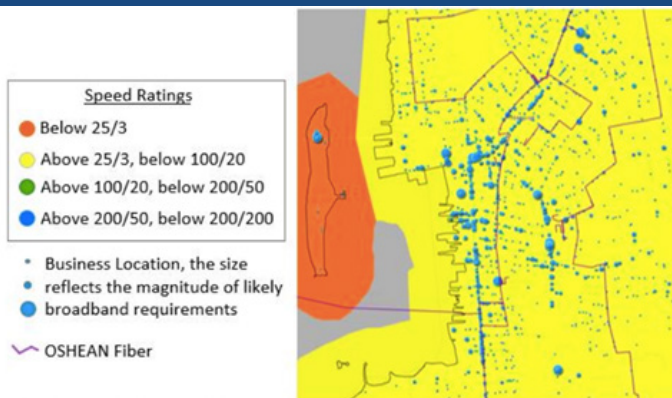 Speed Ratings
Below 25/3
Above 25/3, below 100/20
Above 100/20, below 200/50
Above 200/50, below 200/200
Business Location, the size
reflects the magnitude of likely
broadband requirements
OSHEAN Fiber